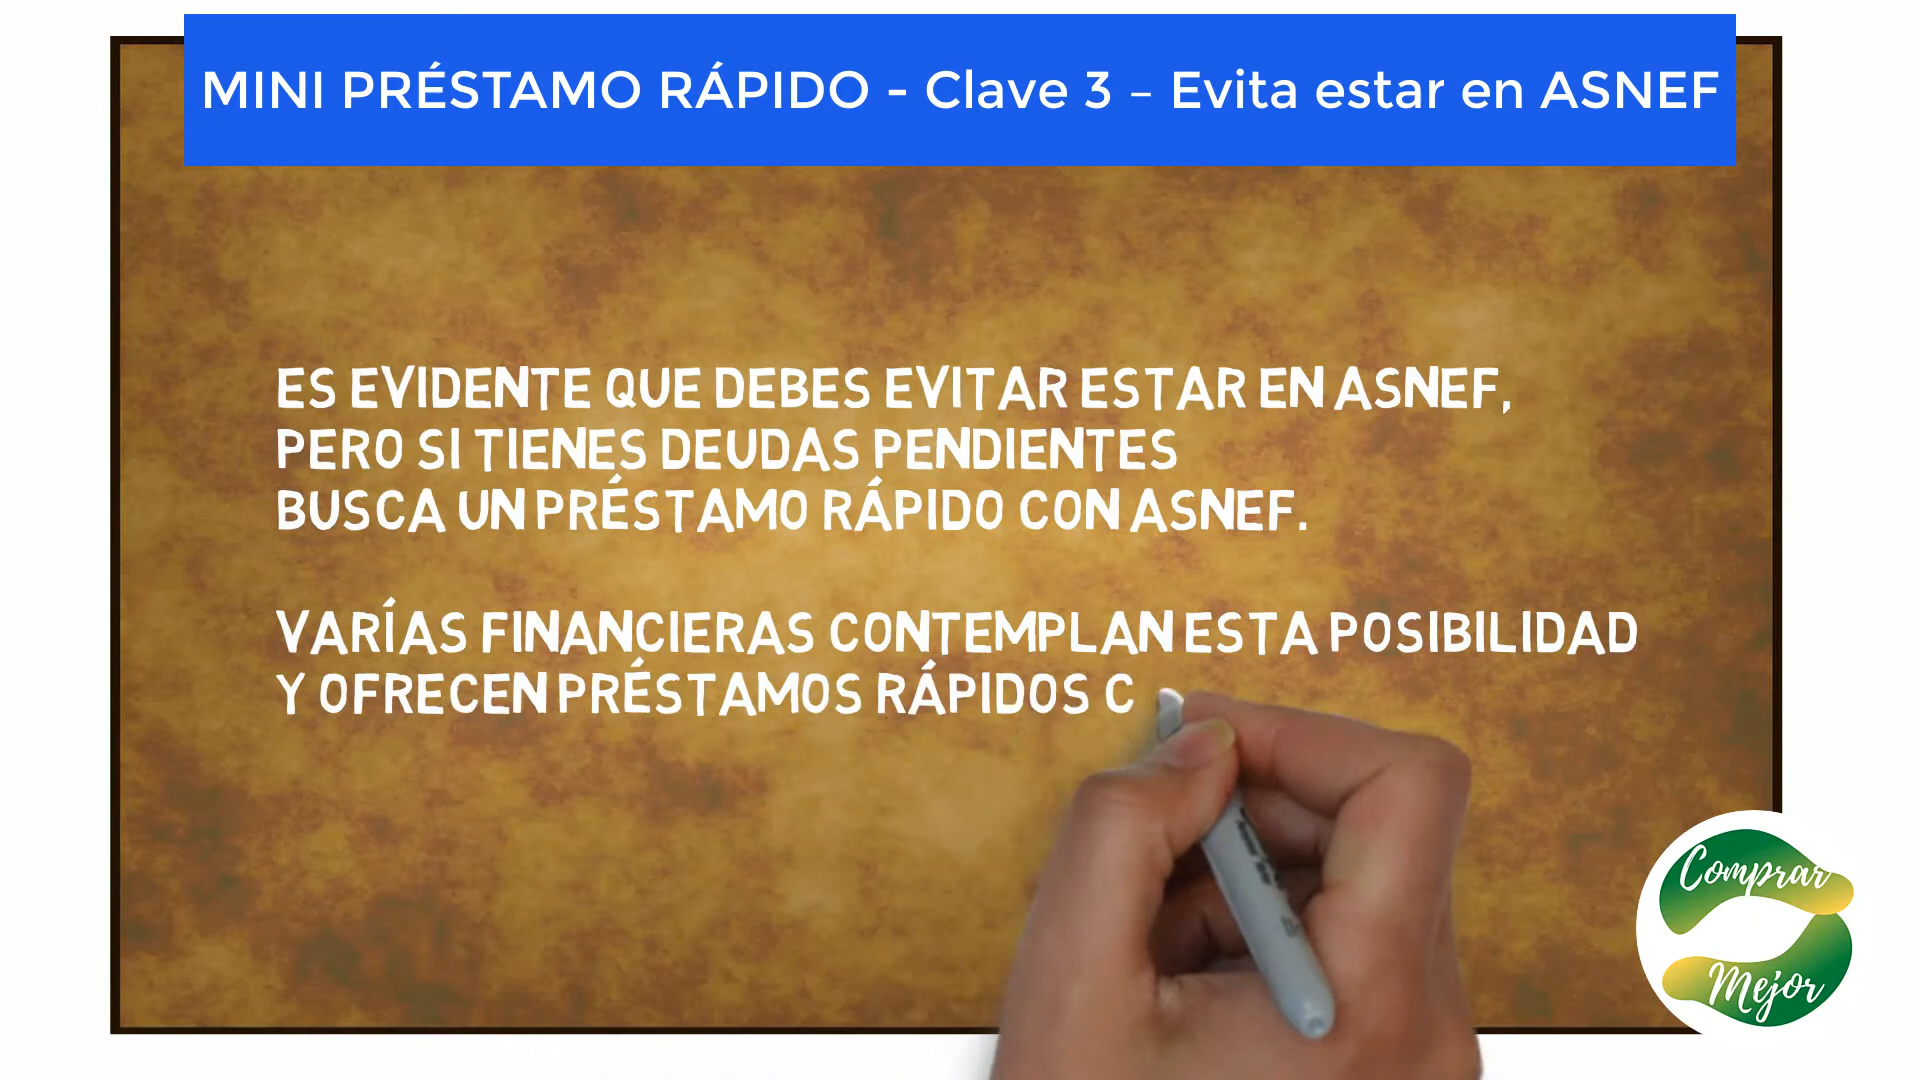 MINI PRÉSTAMO RÁPIDO - Clave 3 – Evita estar en ASNEF
ES EVIDENTE QUE DEBES EVITAR ESTAR EN ASNEF,
PERO SI TIENES DEUDAS PENDIENTES
BUSCA UN PRÉSTAMO RÁPIDO CON ASNEF.
VARÍAS FINANCIERAS CONTEMPLAN ESTA POSIBILIDAD
Y OFRECEN PRÉSTAMOS RÁPIDOS C
Comprar
Mejor